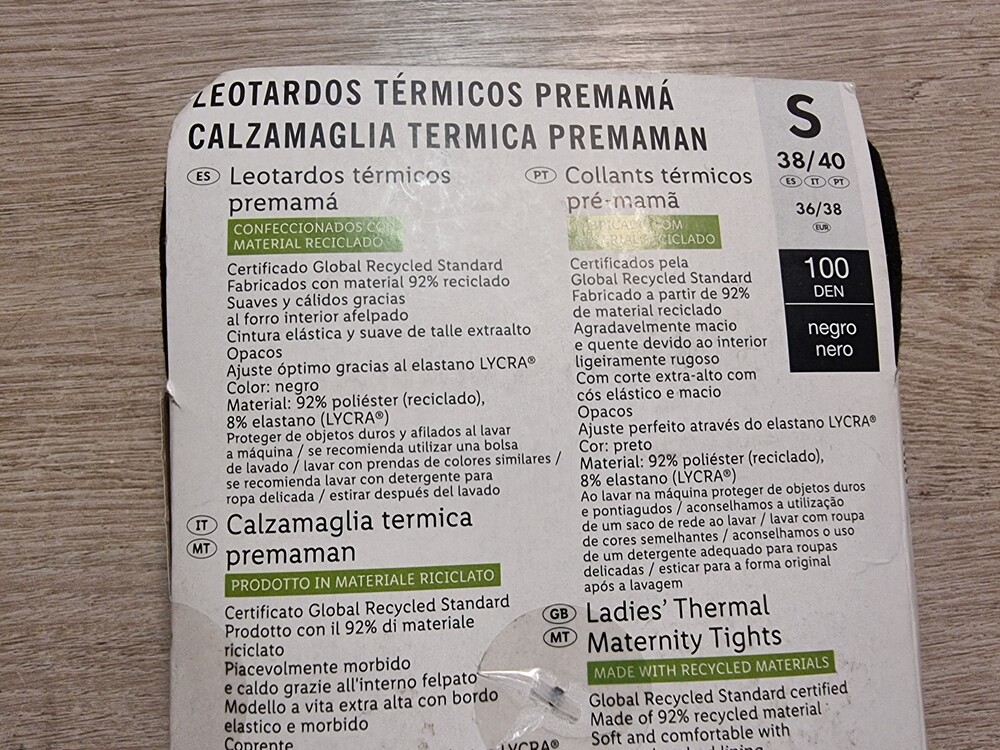 LEOTARDOS TÉRMICOS PREMAMÁ
CALZAMAGLIA TERMICA PREMAMAN
S
38/40
ES IT PT
36/38
EUR
100
DEN
negro
nero
ES Leotardos térmicos
premamá
CONFECCIONADOS CON
MATERIAL RECICLADO
Certificado Global Recycled Standard
Fabricados con material 92% reciclado
Suaves y cálidos gracias
al forro interior afelpado
Cintura elástica y suave de talle extraalto
Opacos
Ajuste óptimo gracias al elastano LYCRA®
Color: negro
Material: 92% poliéster (reciclado),
8% elastano (LYCRA®)
Proteger de objetos duros y afilados al lavar
a máquina / se recomienda utilizar una bolsa
de lavado / lavar con prendas de colores similares /
se recomienda lavar con detergente para
ropa delicada / estirar después del lavado
IT MT Calzamaglia termica
premaman
PRODOTTO IN MATERIALE RICICLATO
Certificato Global Recycled Standard
Prodotto con il 92% di materiale
riciclato
Piacevolmente morbido
e caldo grazie all'interno felpato
Modello a vita extra alta con bordo
elastico e morbido
Coprente
LYCRA®
PT Collants térmicos
pré-mamã
COM
RECICLADO
Certificados pela
Global Recycled Standard
Fabricado a partir de 92%
de material reciclado
Agradavelmente macio
e quente devido ao interior
ligeiramente rugoso
Com corte extra-alto com
cós elástico e macio
Opacos
Ajuste perfeito através do elastano LYCRA®
Cor: preto
Material: 92% poliéster (reciclado),
8% elastano (LYCRA®)
Ao lavar na máquina proteger de objetos duros
e pontiagudos / aconselhamos a utilização
de um saco de rede ao lavar / lavar com roupa
de cores semelhantes / aconselhamos o uso
de um detergente adequado para roupas
delicadas / esticar para a forma original
após a lavagem
GB MT Ladies' Thermal
Maternity Tights
MADE WITH RECYCLED MATERIALS
Global Recycled Standard certified
Made of 92% recycled material
Soft and comfortable with